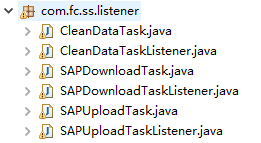 com.fc.ss.listener
CleanDataTask.java
CleanDataTaskListener.java
SAPDownloadTask.java
SAPDownloadTaskListener.java
SAPUploadTask.java
SAPUploadTaskListener.java